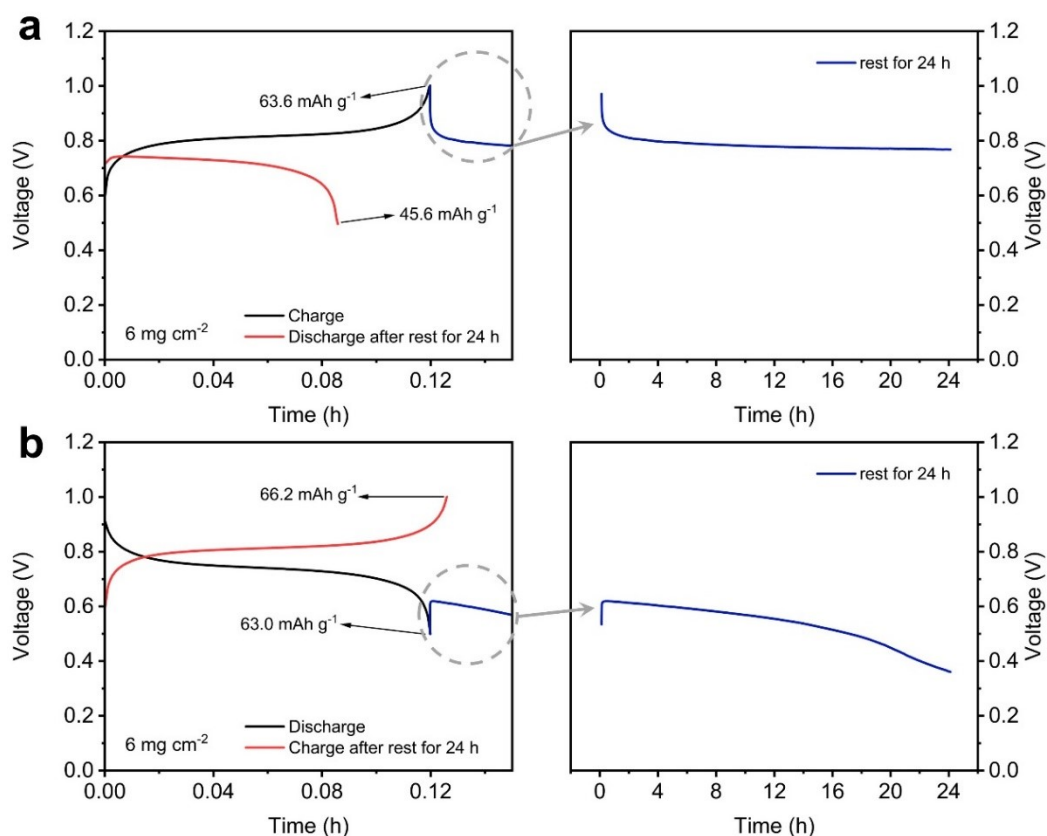 a
1.2
1.0
0.8
0.6
0.4
0.2
0.0
Voltage (V)
63.6 mAh g⁻¹
45.6 mAh g⁻¹
6 mg cm⁻²
Charge
Discharge after rest for 24 h
0.00 0.04 0.08 0.12
Time (h)
rest for 24 h
0 4 8 12 16 20 24
Time (h)
1.2
1.0
0.8
0.6
0.4
0.2
0.0
Voltage (V)
b
1.2
1.0
0.8
0.6
0.4
0.2
0.0
Voltage (V)
66.2 mAh g⁻¹
63.0 mAh g⁻¹
6 mg cm⁻²
Discharge
Charge after rest for 24 h
0.00 0.04 0.08 0.12
Time (h)
rest for 24 h
0 4 8 12 16 20 24
Time (h)
1.2
1.0
0.8
0.6
0.4
0.2
0.0
Voltage (V)